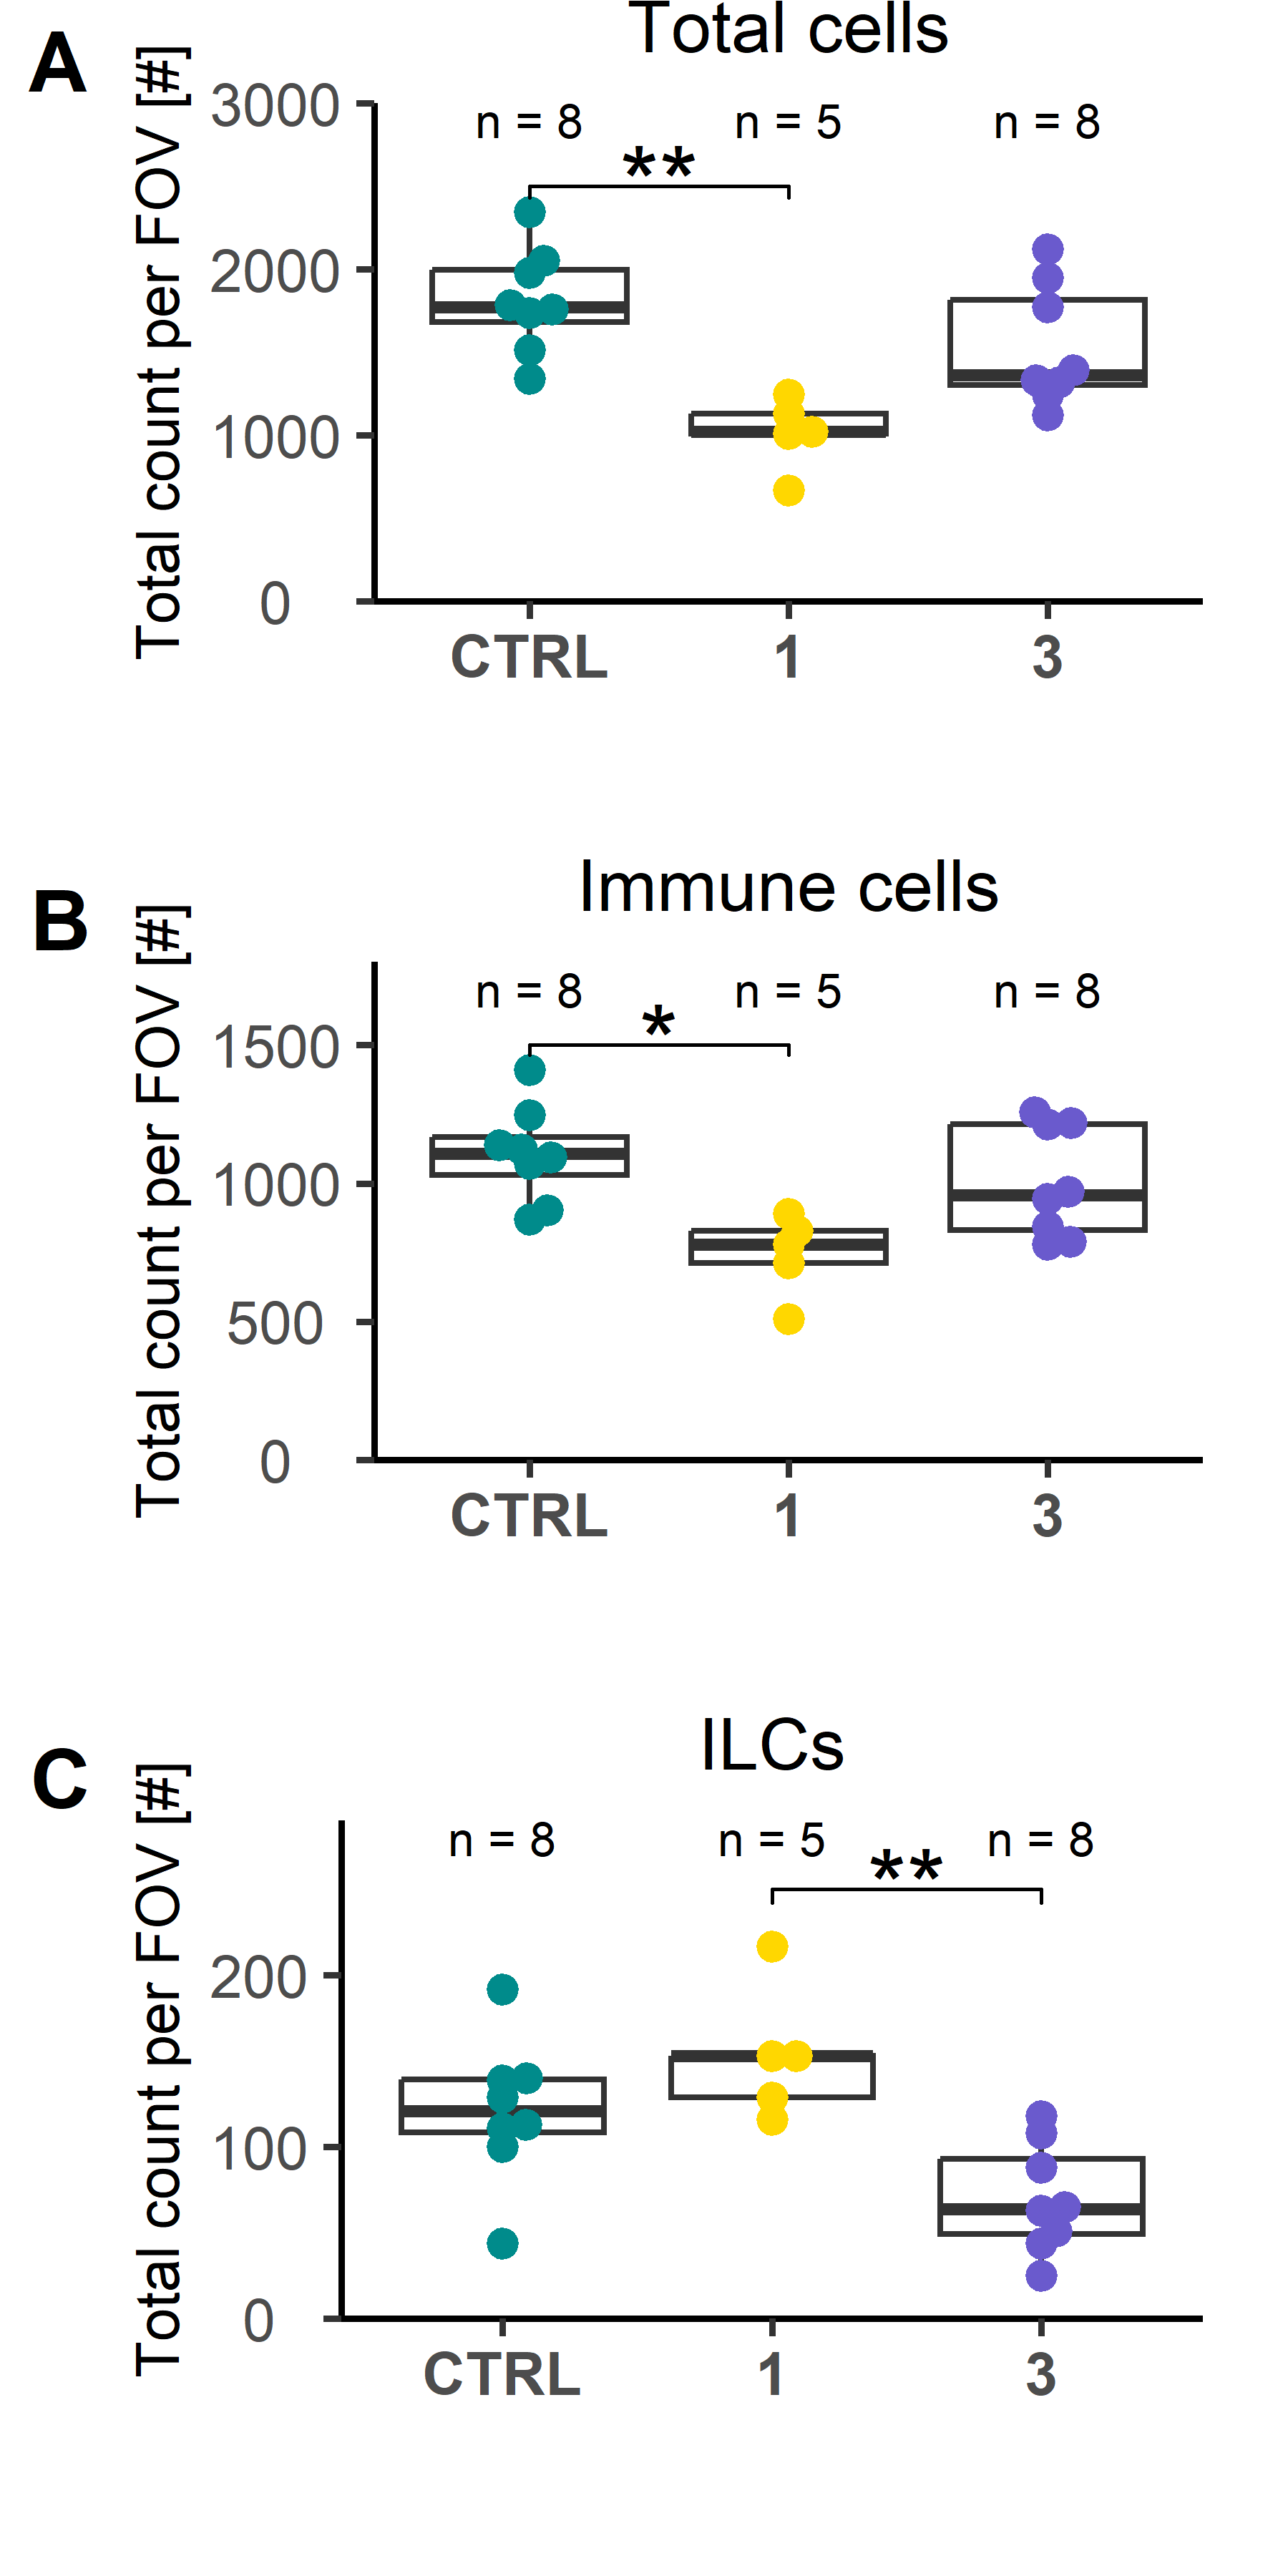 A
Total cells
Total count per FOV [#]
3000
2000
1000
0
n = 8
n = 5
n = 8
**
CTRL
1
3
B
Immune cells
Total count per FOV [#]
1500
1000
500
0
n = 8
n = 5
n = 8
*
CTRL
1
3
C
ILCs
Total count per FOV [#]
200
100
0
n = 8
n = 5
n = 8
**
CTRL
1
3